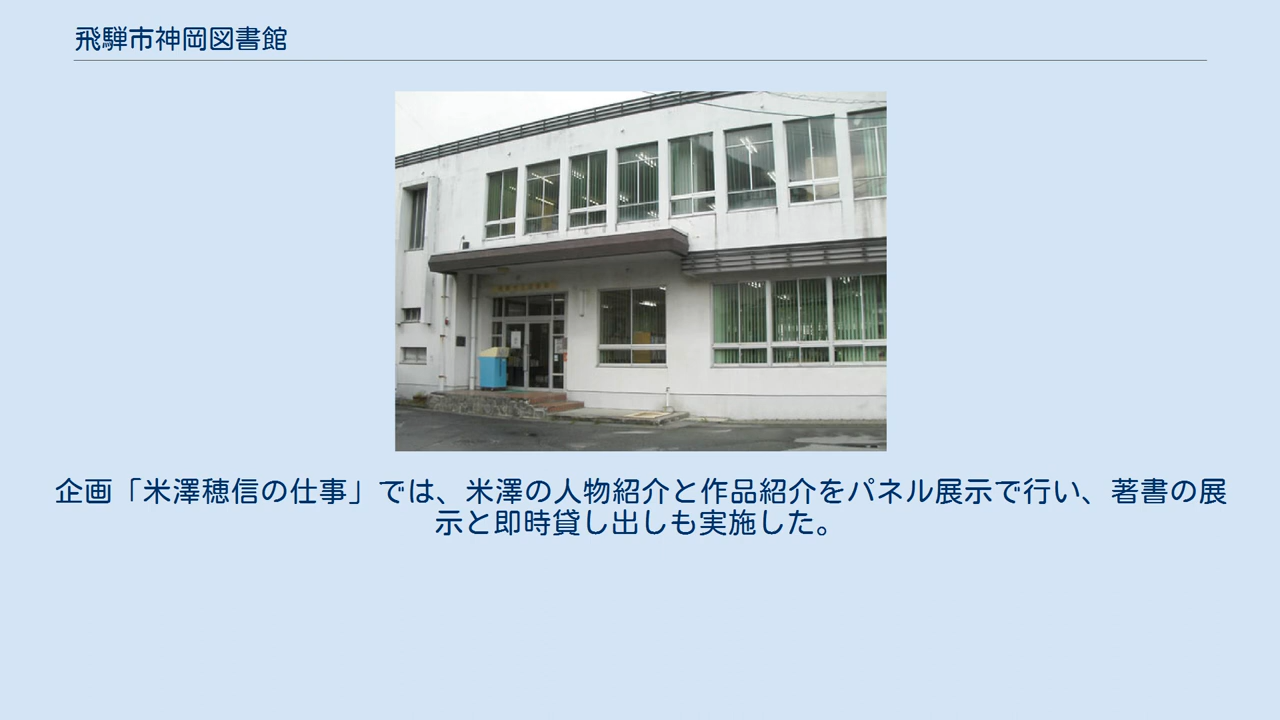 飛騨市神岡図書館
企画「米澤穂信の仕事」では、米澤の人物紹介と作品紹介をパネル展示で行い、著書の展
示と即時貸し出しも実施した。